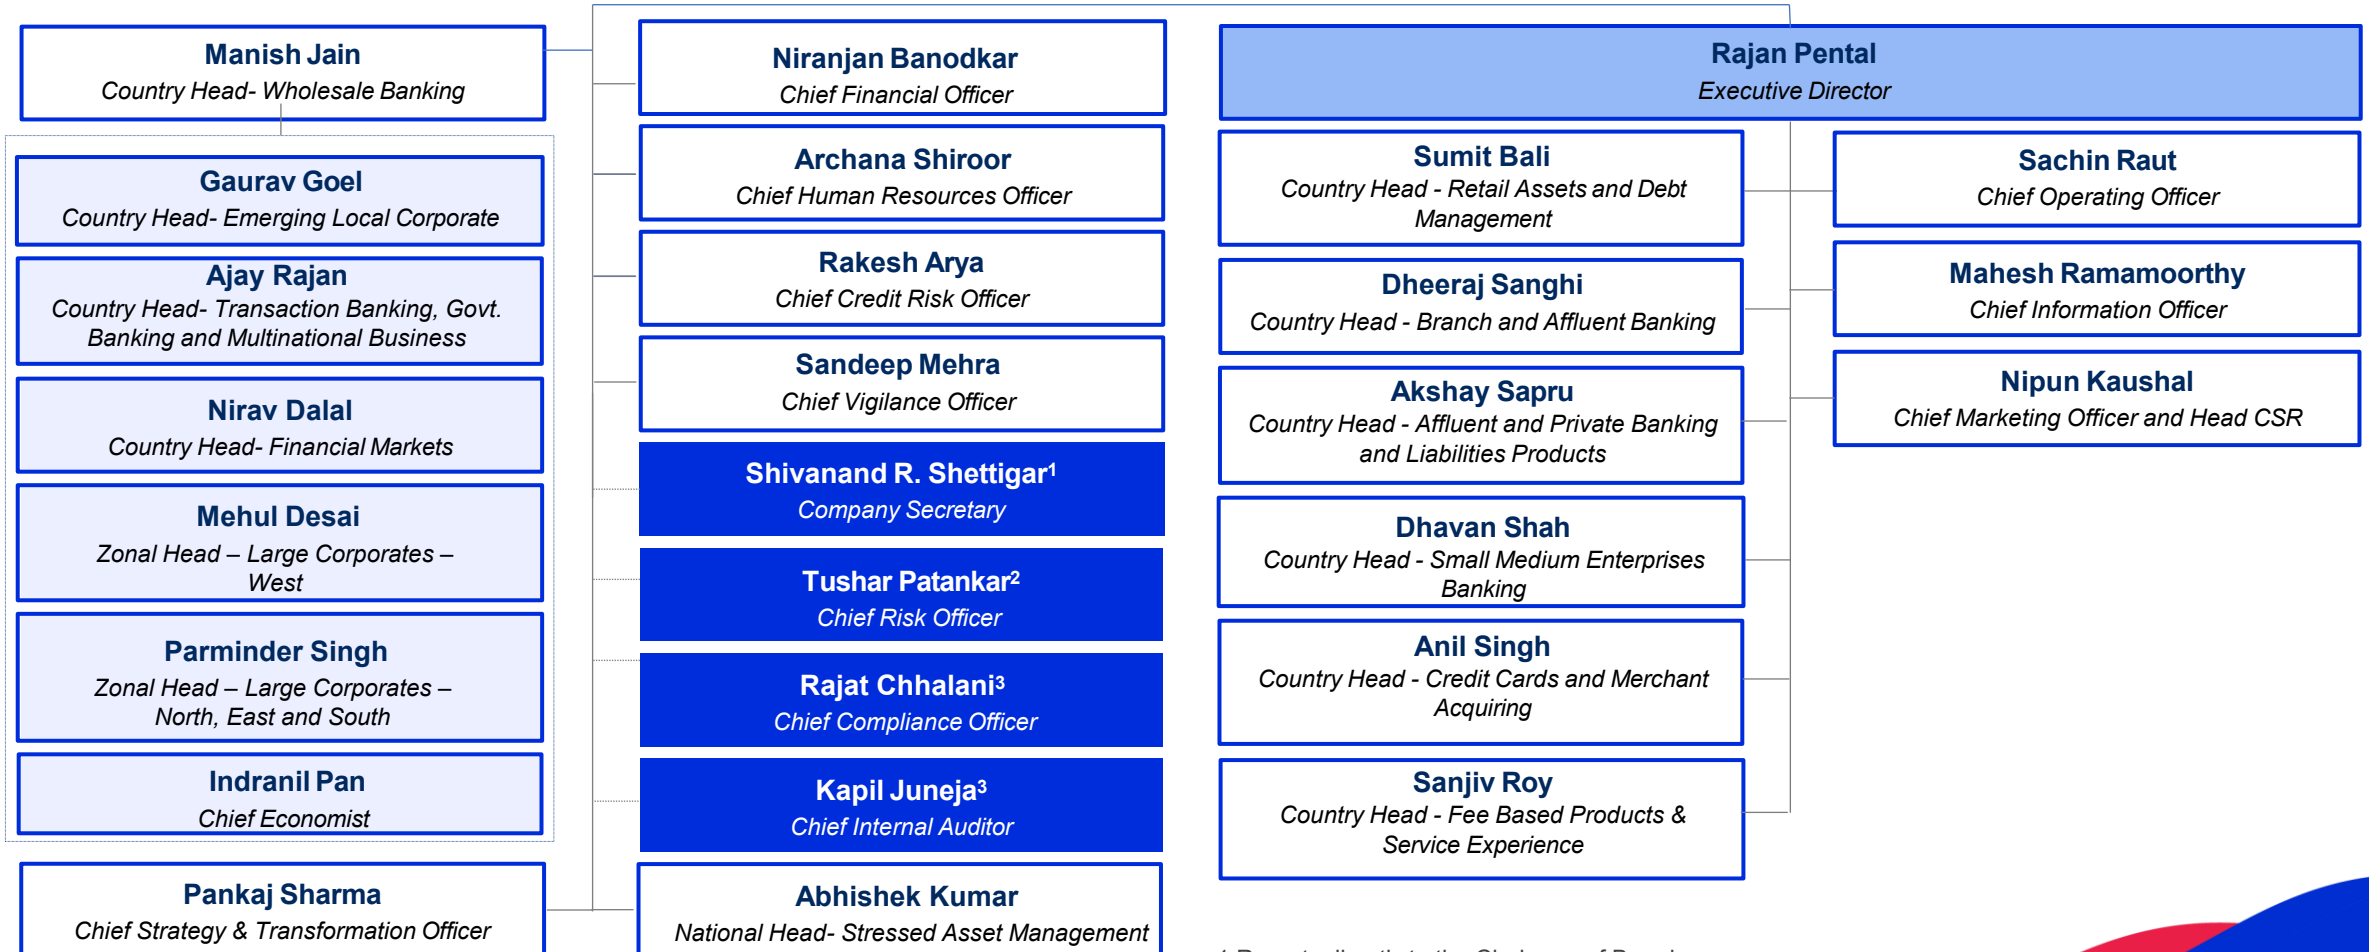 Manish Jain
Country Head- Wholesale Banking
Gaurav Goel
Country Head- Emerging Local Corporate
Ajay Rajan
Country Head- Transaction Banking, Govt.
Banking and Multinational Business
Nirav Dalal
Country Head- Financial Markets
Mehul Desai
Zonal Head – Large Corporates –
West
Parminder Singh
Zonal Head – Large Corporates –
North, East and South
Indranil Pan
Chief Economist
Pankaj Sharma
Chief Strategy & Transformation Officer
Niranjan Banodkar
Chief Financial Officer
Archana Shiroor
Chief Human Resources Officer
Rakesh Arya
Chief Credit Risk Officer
Sandeep Mehra
Chief Vigilance Officer
Shivanand R. Shettigar1
Company Secretary
Tushar Patankar2
Chief Risk Officer
Rajat Chhalani3
Chief Compliance Officer
Kapil Juneja3
Chief Internal Auditor
Abhishek Kumar
National Head- Stressed Asset Management
Rajan Pental
Executive Director
Sumit Bali
Country Head - Retail Assets and Debt
Management
Dheeraj Sanghi
Country Head - Branch and Affluent Banking
Akshay Sapru
Country Head - Affluent and Private Banking
and Liabilities Products
Dhavan Shah
Country Head - Small Medium Enterprises
Banking
Anil Singh
Country Head - Credit Cards and Merchant
Acquiring
Sanjiv Roy
Country Head - Fee Based Products &
Service Experience
Sachin Raut
Chief Operating Officer
Mahesh Ramamoorthy
Chief Information Officer
Nipun Kaushal
Chief Marketing Officer and Head CSR